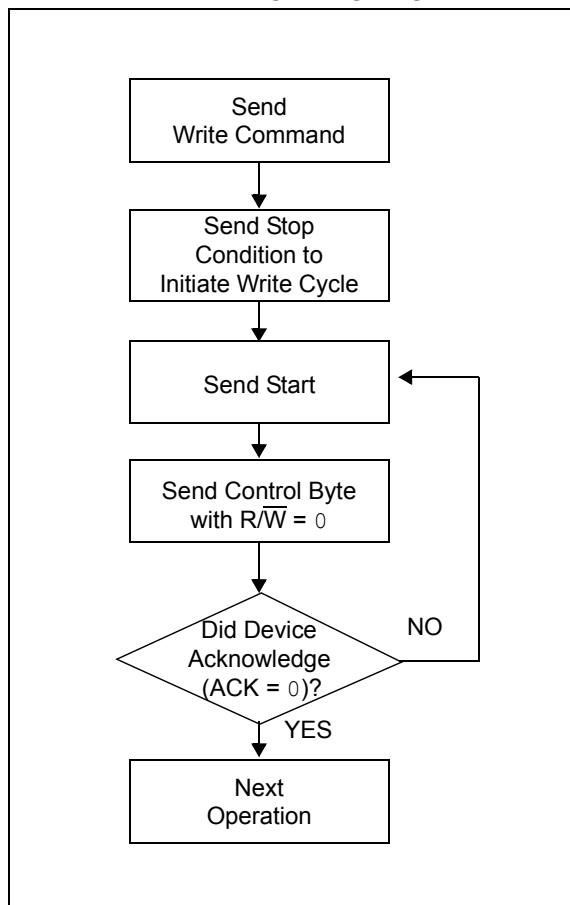 Send
Write Command
Send Stop
Condition to
Initiate Write Cycle
Send Start
Send Control Byte
with R/W̅ = 0
Did Device
Acknowledge
(ACK = 0)?
NO
YES
Next
Operation